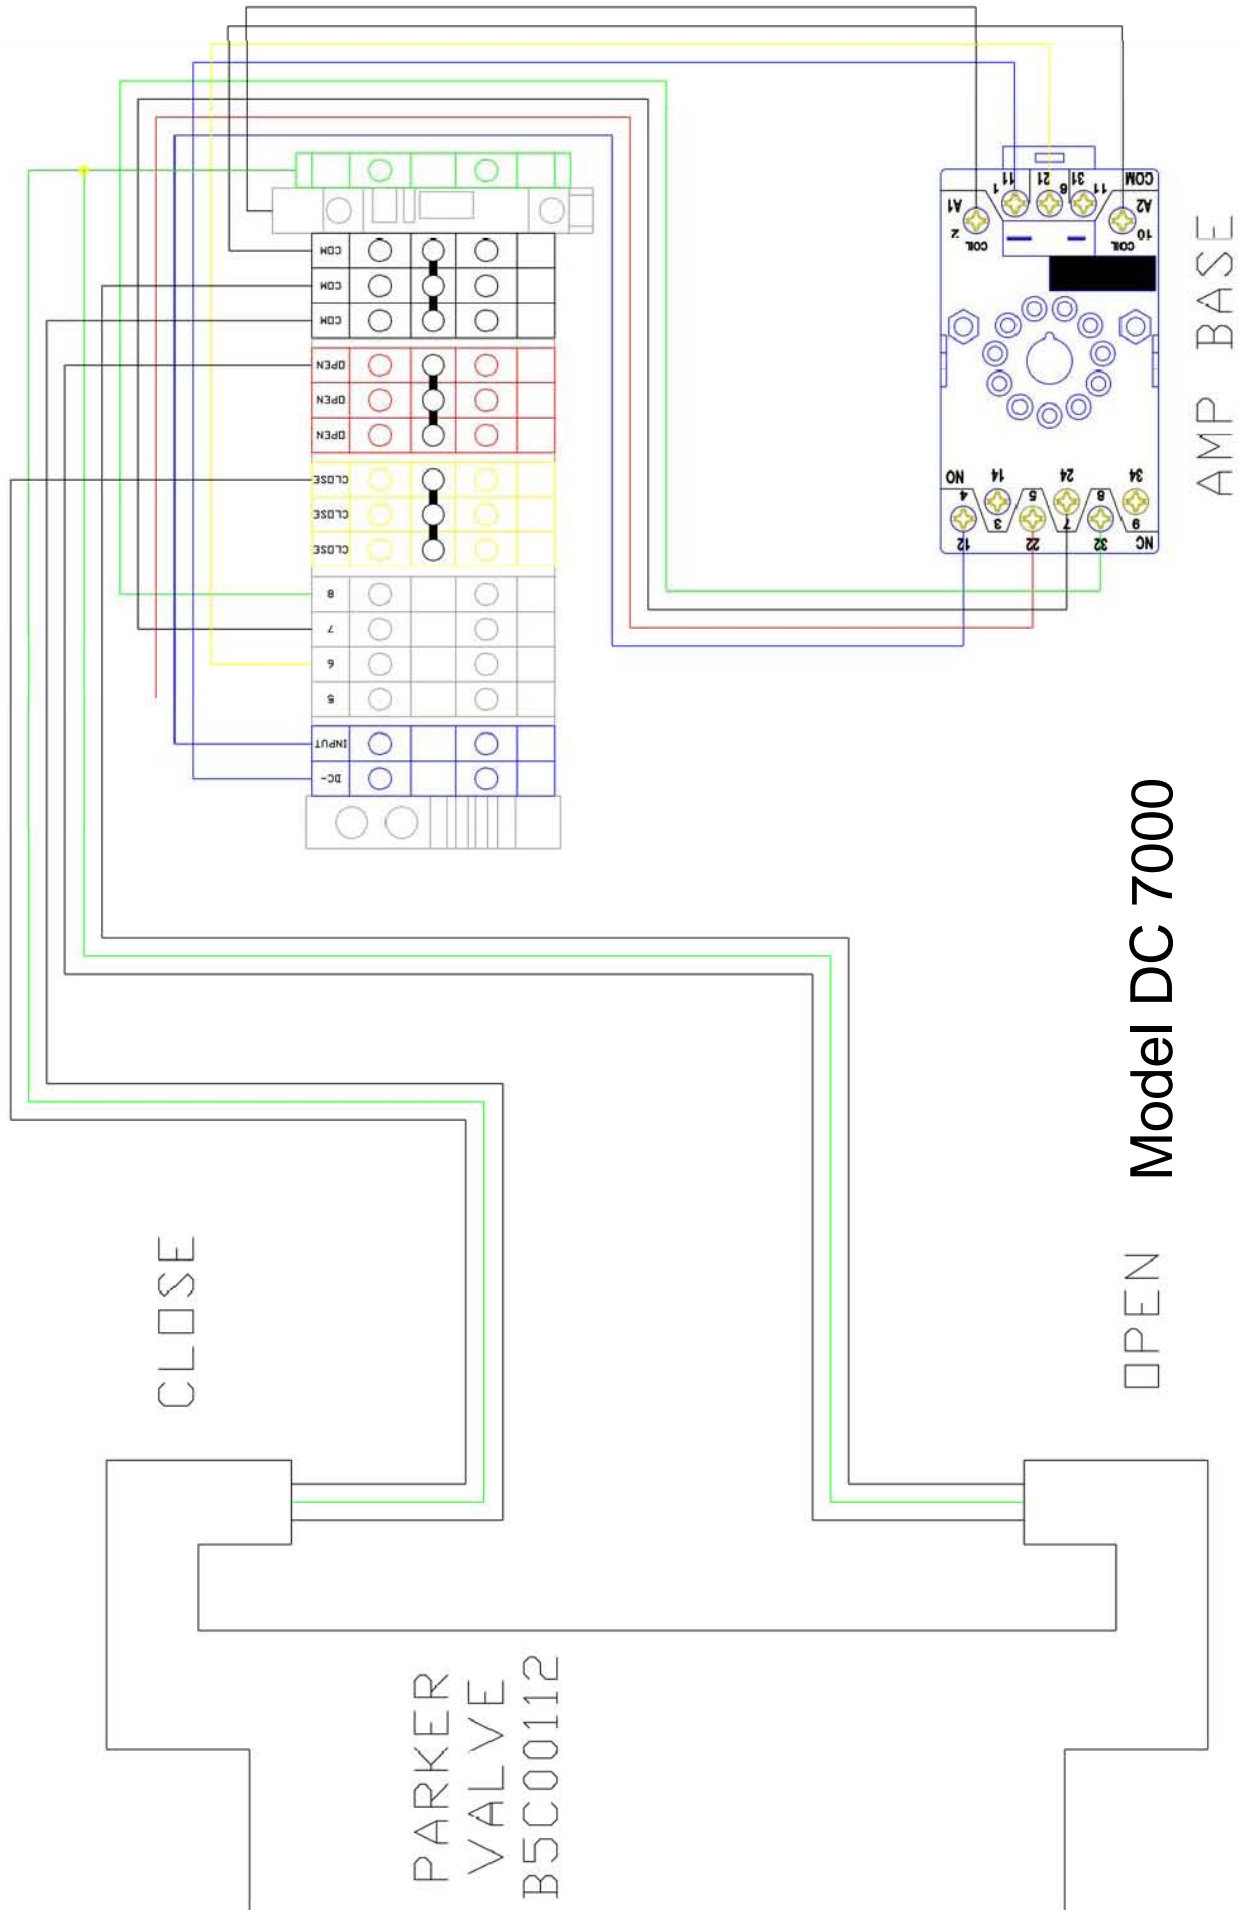 COM
COM
COM
OPEN
OPEN
OPEN
CLOSE
CLOSE
CLOSE
8
7
6
5
INPUT
DC-
A1
2
COIL
1
11
21
6
31
11
COM
A2
10
COIL
NO
4
14
3
5
24
7
8
34
9
12
22
32
NC
AMP BASE
Model DC 7000
CLOSE
OPEN
PARKER
VALVE
B5C00112